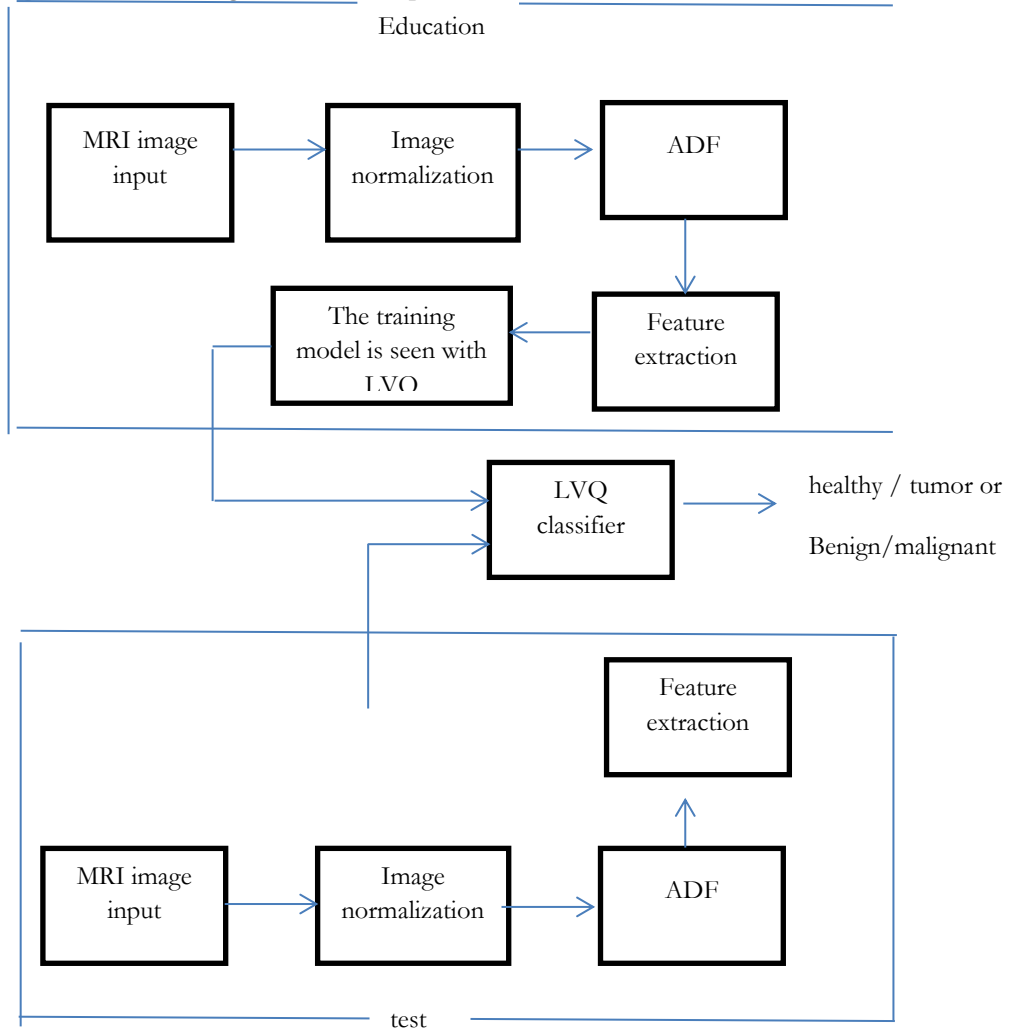 Education
MRI image
input
Image
normalization
ADF
The training
model is seen with
LVQ
Feature
extraction
LVQ
classifier
healthy / tumor or
Benign/malignant
Feature
extraction
MRI image
input
Image
normalization
ADF
test